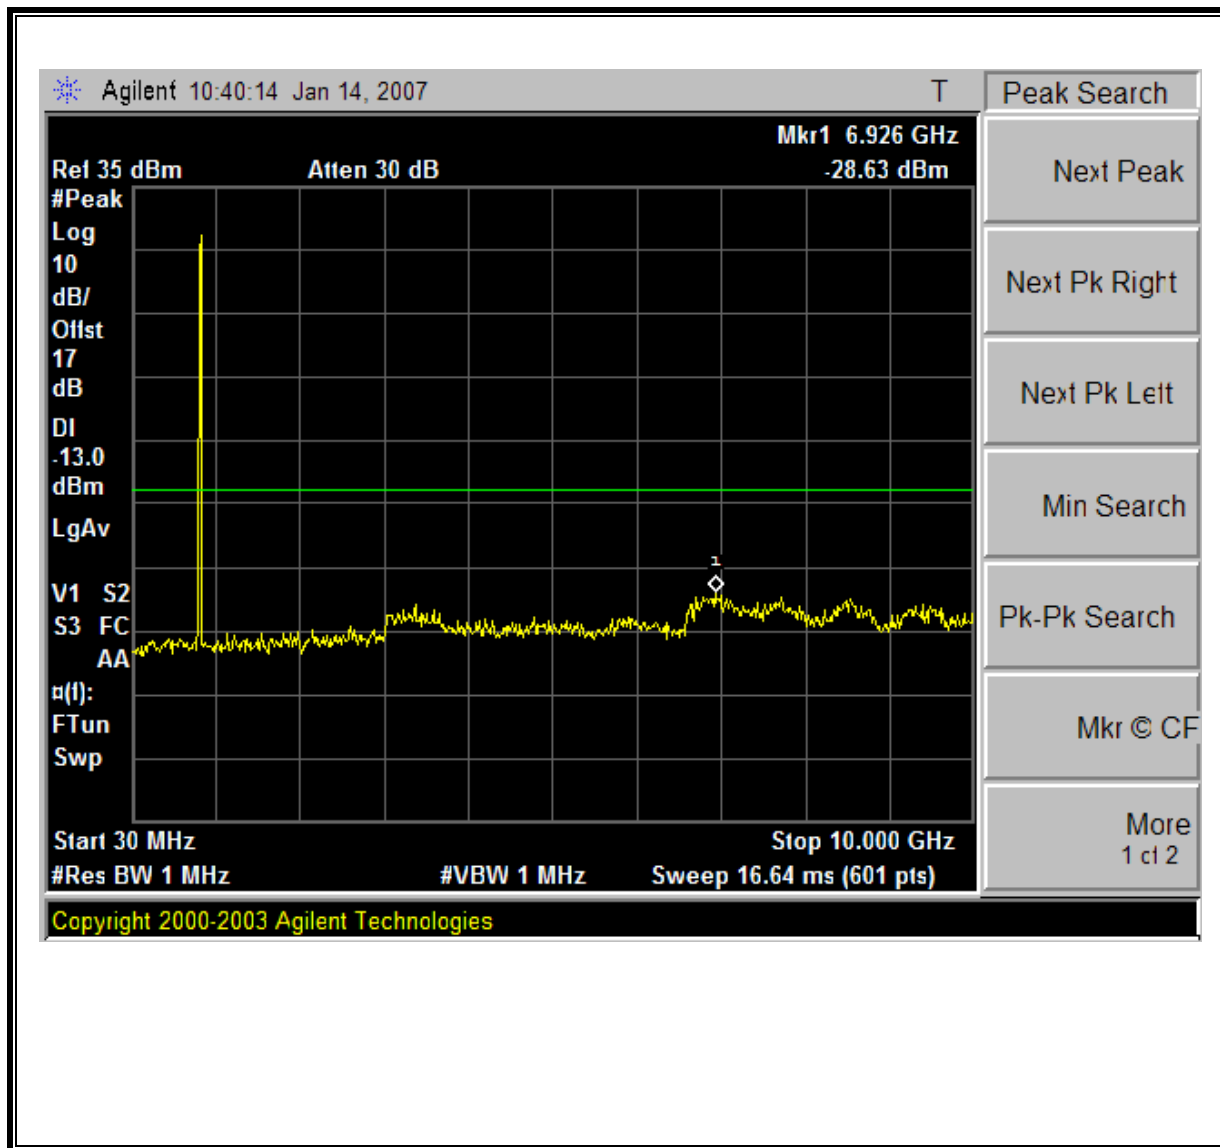 Agilent 10:40:14 Jan 14, 2007 T
Peak Search
Mkr1 6.926 GHz
Ref 35 dBm Atten 30 dB -28.63 dBm
#Peak
Log
10
dB/
Offst
17
dB
DI
-13.0
dBm
LgAv
1
V1 S2
S3 FC
AA
¤(f):
FTun
Swp
Start 30 MHz Stop 10.000 GHz
#Res BW 1 MHz #VBW 1 MHz Sweep 16.64 ms (601 pts)
Copyright 2000-2003 Agilent Technologies
Next Peak
Next Pk Right
Next Pk Left
Min Search
Pk-Pk Search
Mkr © CF
More
1 of 2